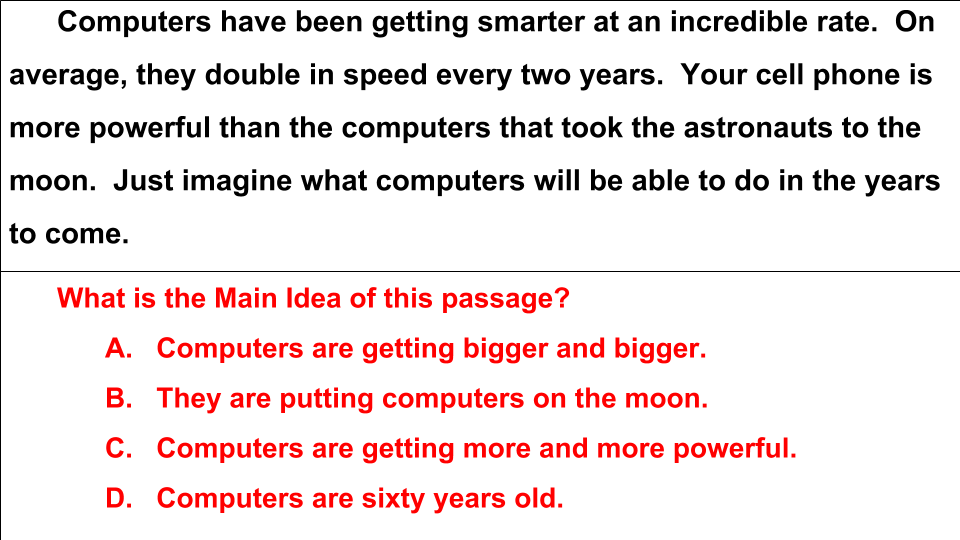 Computers have been getting smarter at an incredible rate.  On
average, they double in speed every two years.  Your cell phone is
more powerful than the computers that took the astronauts to the
moon.  Just imagine what computers will be able to do in the years
to come.
What is the Main Idea of this passage?
A.   Computers are getting bigger and bigger.
B.   They are putting computers on the moon.
C.   Computers are getting more and more powerful.
D.   Computers are sixty years old.